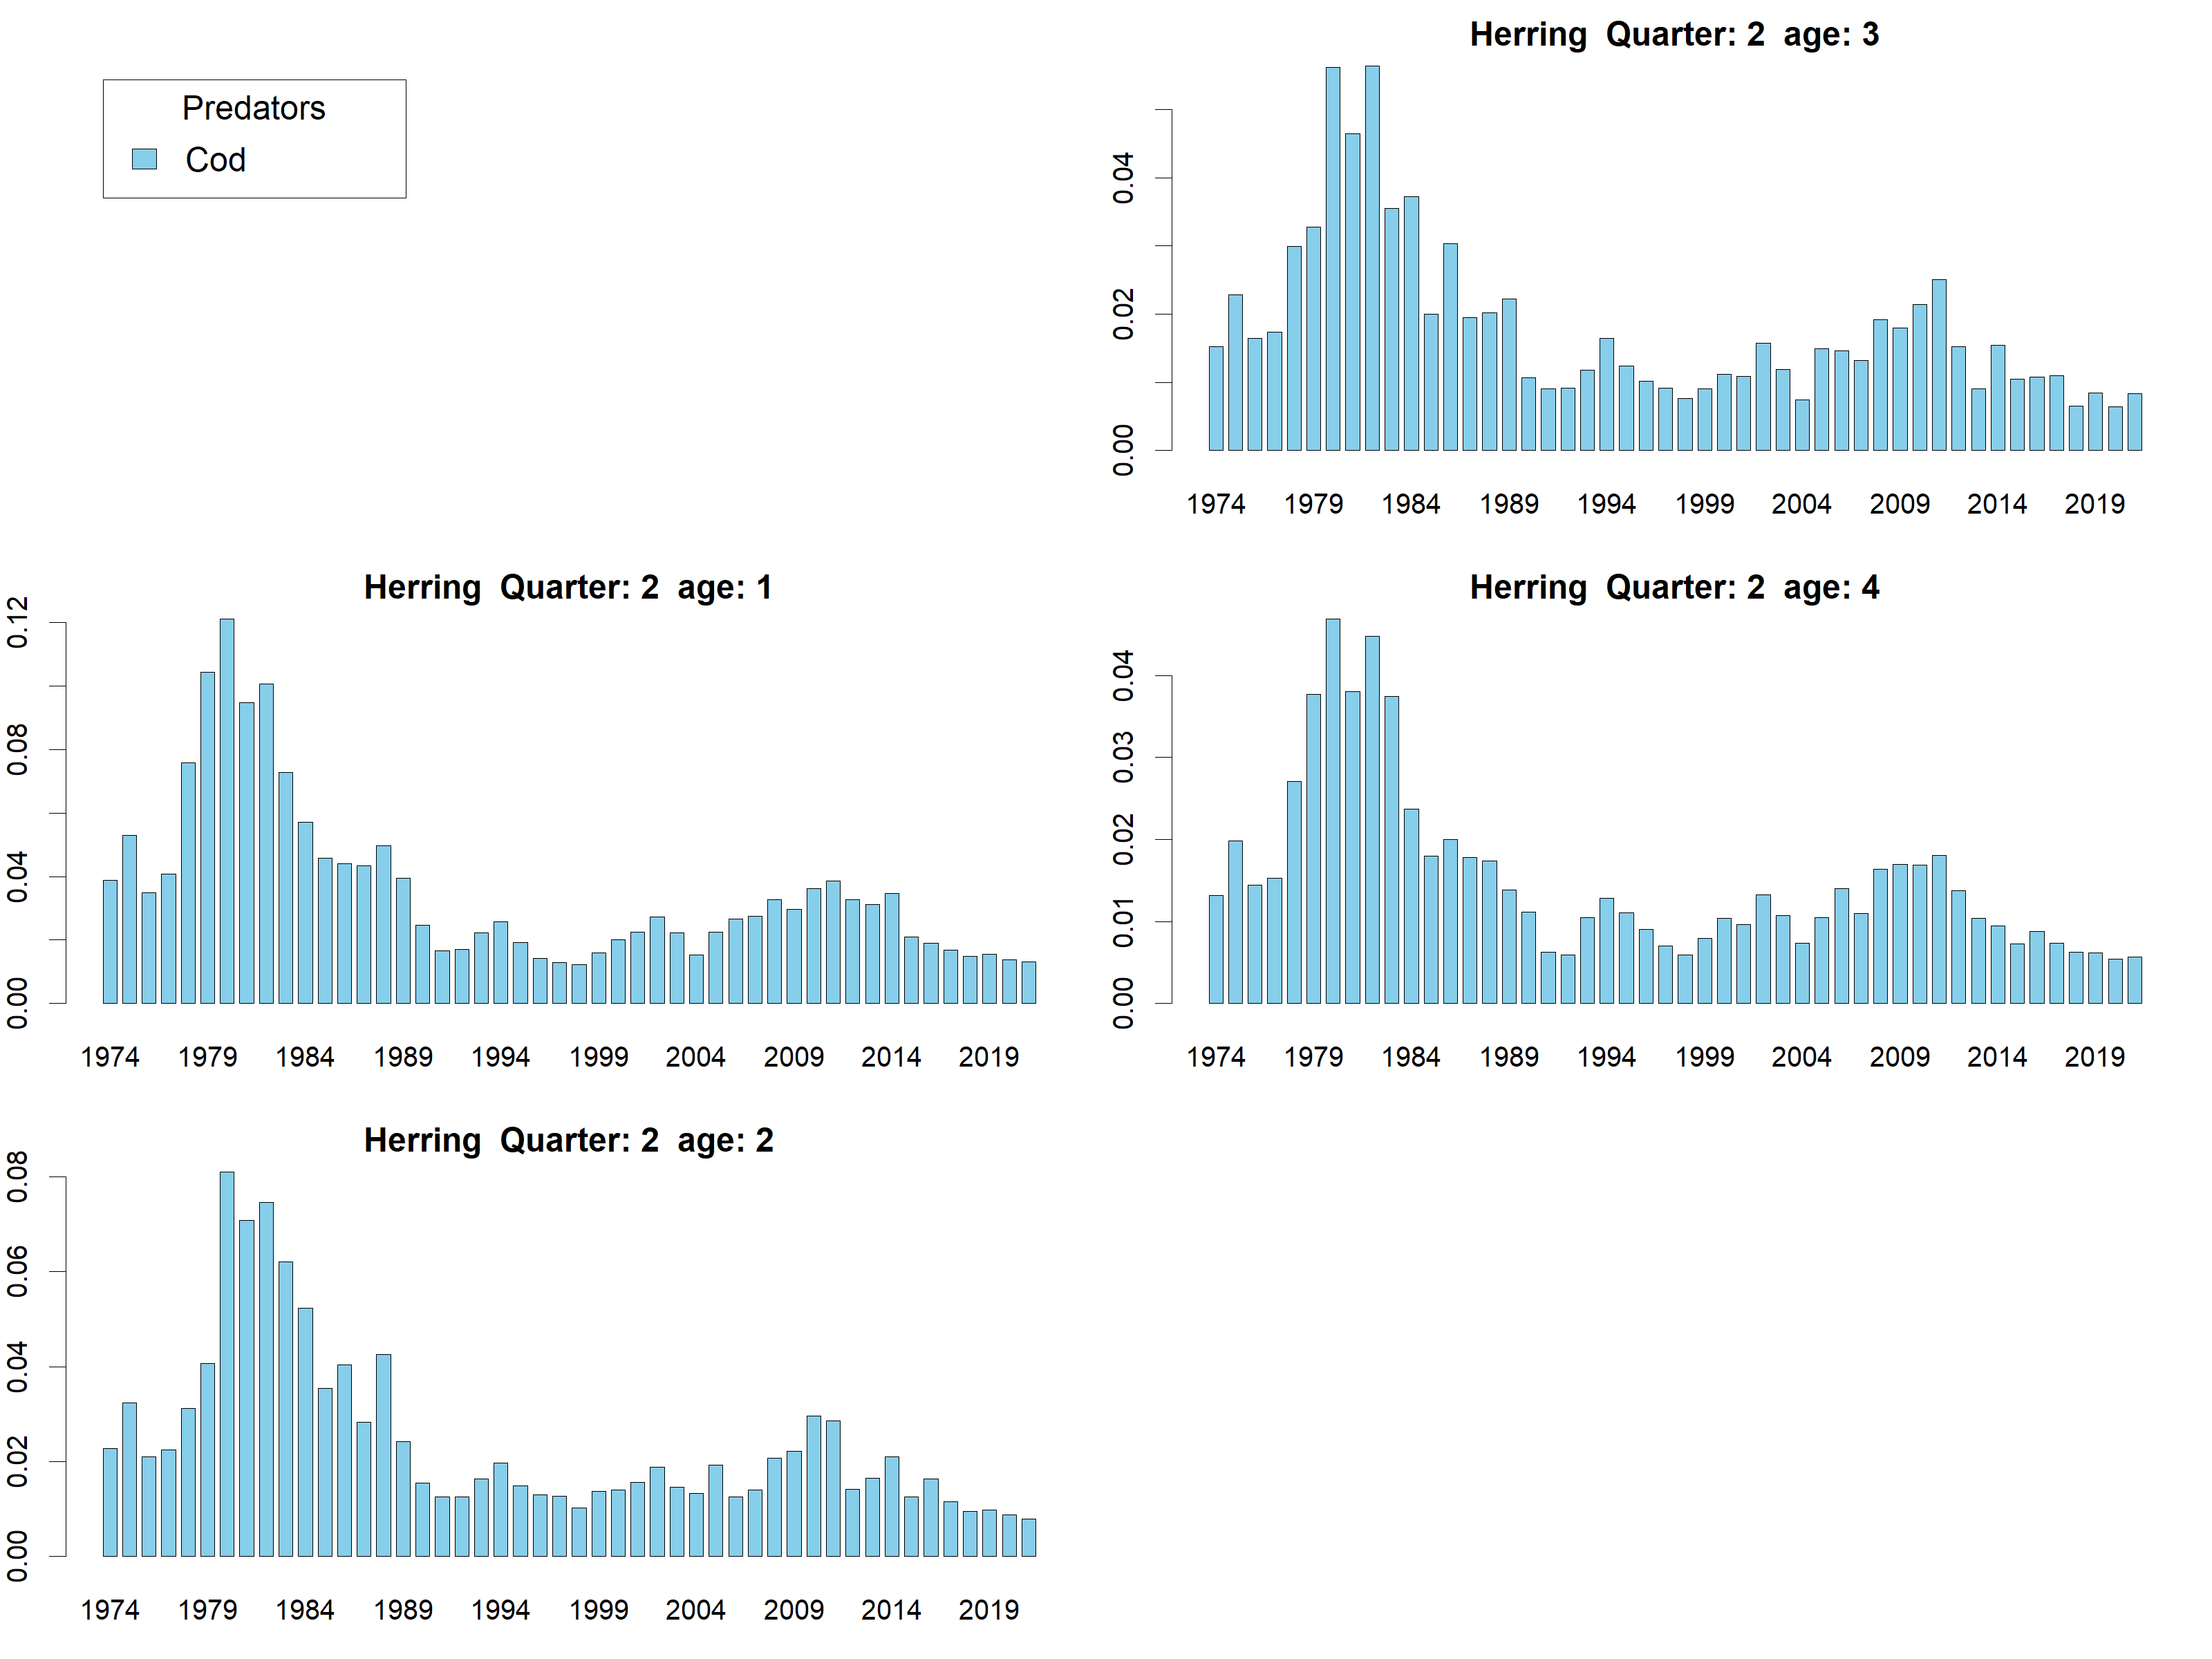 Predators
Cod
Herring Quarter: 2 age: 3
0.00 0.02 0.04
1974 1979 1984 1989 1994 1999 2004 2009 2014 2019
Herring Quarter: 2 age: 1
0.00 0.04 0.08 0.12
1974 1979 1984 1989 1994 1999 2004 2009 2014 2019
Herring Quarter: 2 age: 4
0.00 0.01 0.02 0.03 0.04
1974 1979 1984 1989 1994 1999 2004 2009 2014 2019
Herring Quarter: 2 age: 2
0.00 0.02 0.04 0.06 0.08
1974 1979 1984 1989 1994 1999 2004 2009 2014 2019